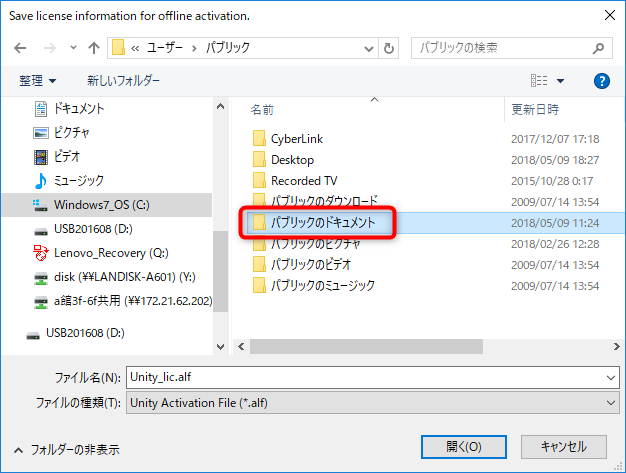 Save license information for offline activation.
« ユーザー › パブリック
パブリックの検索
整理
新しいフォルダー
?
ドキュメント
ピクチャ
ビデオ
ミュージック
Windows7_OS (C:)
USB201608 (D:)
Lenovo_Recovery (Q:)
disk (¥¥LANDISK-A601) (Y:)
a館3f-6f共用 (¥¥172.21.62.202)
USB201608 (D:)
名前 更新日時
CyberLink 2017/12/07 17:18
Desktop 2018/05/09 18:27
Recorded TV 2015/10/28 0:17
パブリックのダウンロード 2009/07/14 13:54
パブリックのドキュメント 2018/05/09 11:24
パブリックのピクチャ 2018/02/26 12:28
パブリックのビデオ 2009/07/14 13:54
パブリックのミュージック 2009/07/14 13:54
ファイル名(N): Unity_lic.alf
ファイルの種類(T): Unity Activation File (*.alf)
フォルダーの非表示
開く(O)
キャンセル